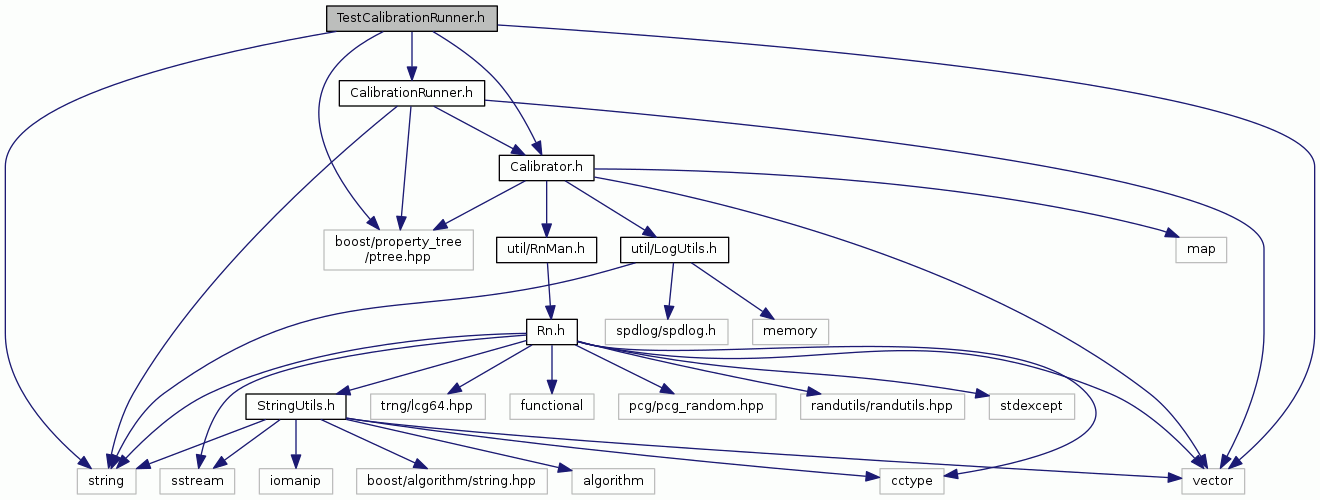 TestCalibrationRunner.h
CalibrationRunner.h
Calibrator.h
boost/property_tree
/ptree.hpp
util/RnMan.h
util/LogUtils.h
map
Rn.h
spdlog/spdlog.h
memory
StringUtils.h
trng/lcg64.hpp
functional
pcg/pcg_random.hpp
randutils/randutils.hpp
stdexcept
string
sstream
iomanip
boost/algorithm/string.hpp
algorithm
cctype
vector